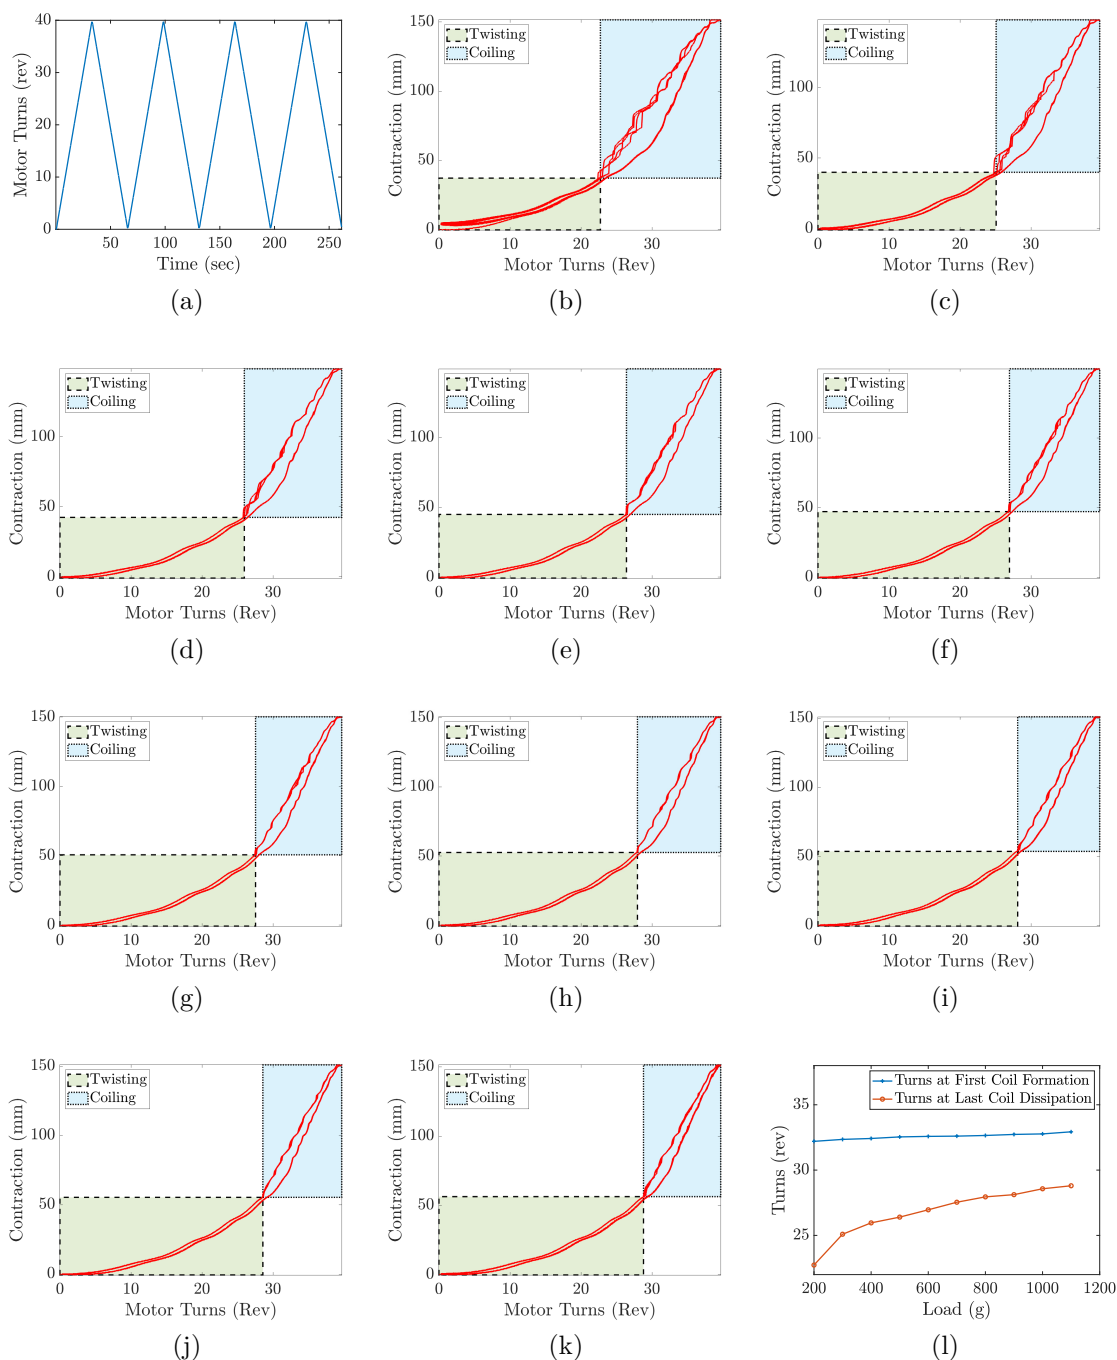 40
30
20
10
0
Motor Turns (rev)
50 100 150 200 250
Time (sec)
(a)
Twisting
Coiling
150
100
50
0
Contraction (mm)
0 10 20 30
Motor Turns (Rev)
(b)
Twisting
Coiling
100
50
0
Contraction (mm)
0 10 20 30
Motor Turns (Rev)
(c)
Twisting
Coiling
100
50
0
Contraction (mm)
0 10 20 30
Motor Turns (Rev)
(d)
Twisting
Coiling
100
50
0
Contraction (mm)
0 10 20 30
Motor Turns (Rev)
(e)
Twisting
Coiling
100
50
0
Contraction (mm)
0 10 20 30
Motor Turns (Rev)
(f)
Twisting
Coiling
150
100
50
0
Contraction (mm)
0 10 20 30
Motor Turns (Rev)
(g)
Twisting
Coiling
150
100
50
0
Contraction (mm)
0 10 20 30
Motor Turns (Rev)
(h)
Twisting
Coiling
150
100
50
0
Contraction (mm)
0 10 20 30
Motor Turns (Rev)
(i)
Twisting
Coiling
150
100
50
0
Contraction (mm)
0 10 20 30
Motor Turns (Rev)
(j)
Twisting
Coiling
150
100
50
0
Contraction (mm)
0 10 20 30
Motor Turns (Rev)
(k)
Turns at First Coil Formation
Turns at Last Coil Dissipation
35
30
25
Turns (rev)
200 400 600 800 1000 1200
Load (g)
(l)